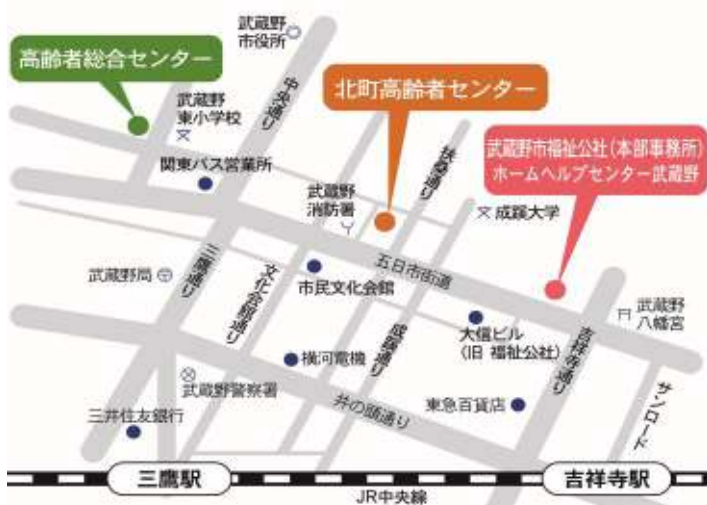 武蔵野
市役所
高齢者総合センター
中央通り
武蔵野
東小学校
北町高齢者センター
扶桑通り
武蔵野市福祉公社(本部事務所)
ホームヘルプセンター武蔵野
関東バス営業所
武蔵野
消防署
成蹊大学
三鷹通り
武蔵野局
文化会館通り
市民文化会館
五日市街道
成蹊通り
大信ビル
(旧 福祉公社)
吉祥寺通り
武蔵野
八幡宮
横河電機
武蔵野警察署
井の頭通り
東急百貨店
サンロード
三井住友銀行
三鷹駅
吉祥寺駅
JR中央線